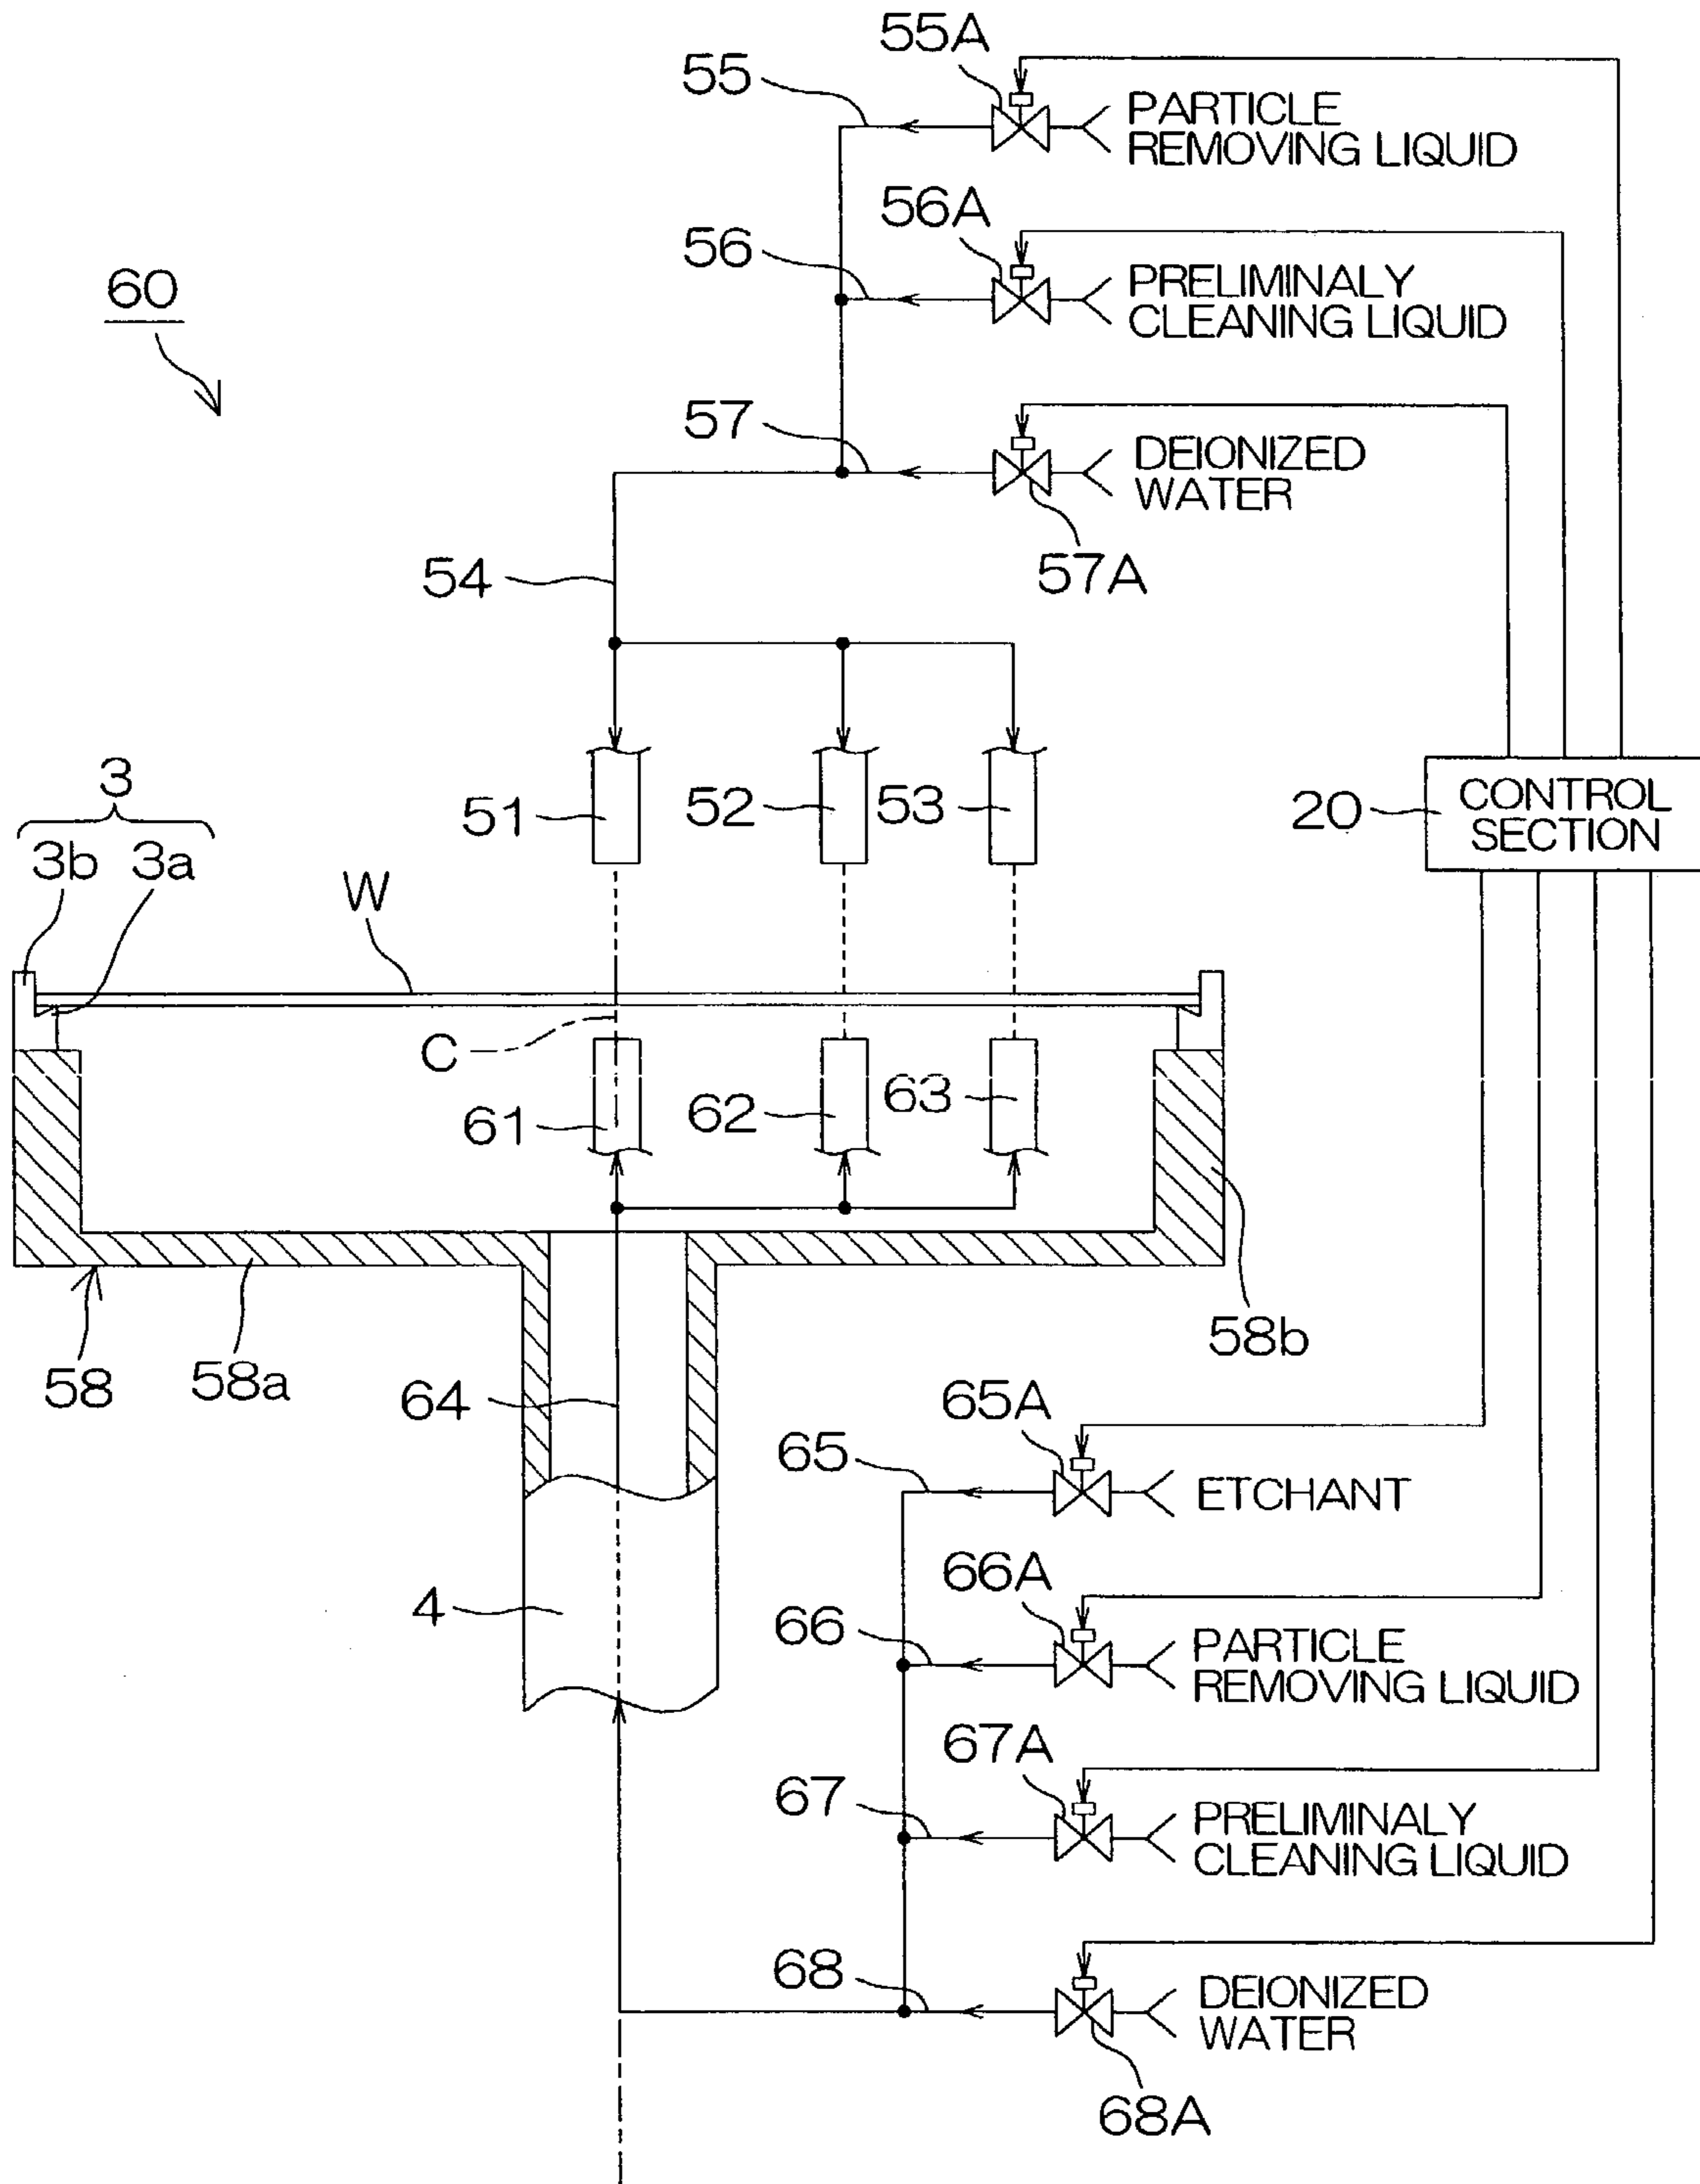 55A
55
PARTICLE
REMOVING LIQUID
56A
56
PRELIMINALY
CLEANING LIQUID
60
57
DEIONIZED
WATER
57A
54
3
51
52
53
20
CONTROL
SECTION
3b
3a
W
C
61
62
63
58b
58
58a
64
65A
65
ETCHANT
66A
4
66
PARTICLE
REMOVING LIQUID
67A
67
PRELIMINALY
CLEANING LIQUID
68
DEIONIZED
WATER
68A